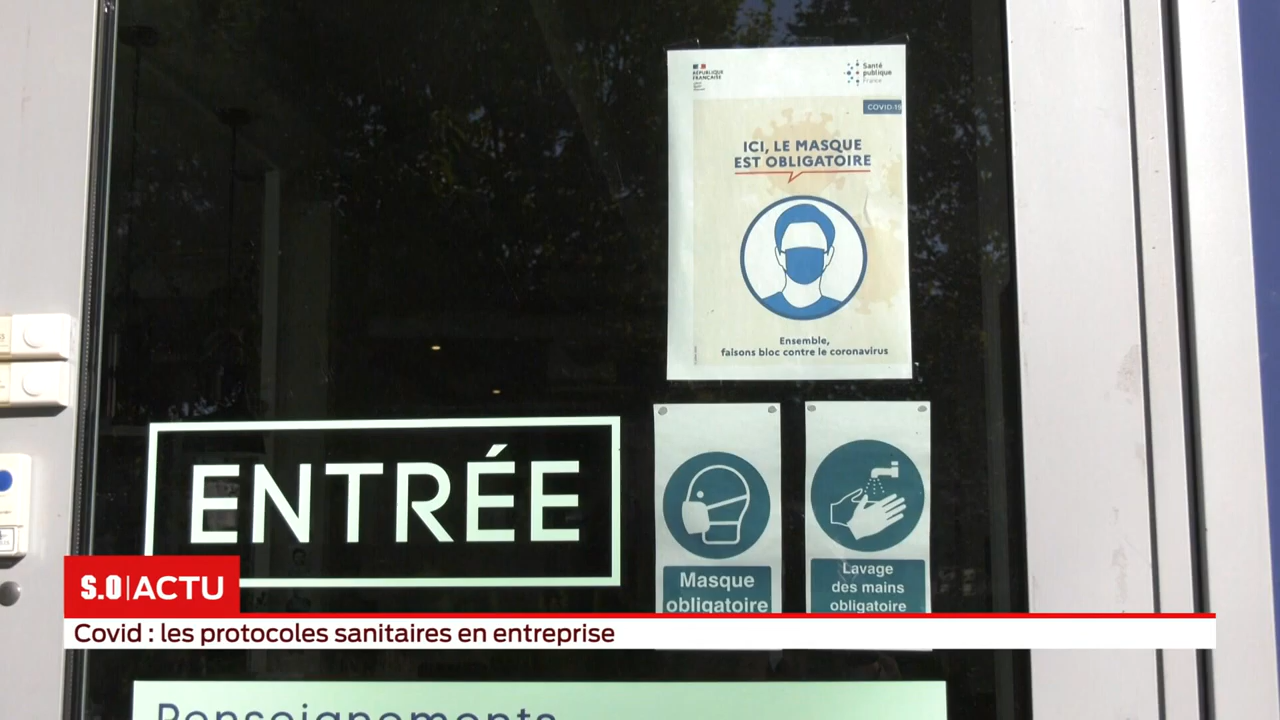 RÉPUBLIQUE
FRANÇAISE
Santé
publique
France
COVID-19
ICI, LE MASQUE
EST OBLIGATOIRE
Ensemble,
faisons bloc contre le coronavirus
ENTRÉE
Masque
obligatoire
Lavage
des mains
obligatoire
S.O|ACTU
Covid : les protocoles sanitaires en entreprise
Renseignements